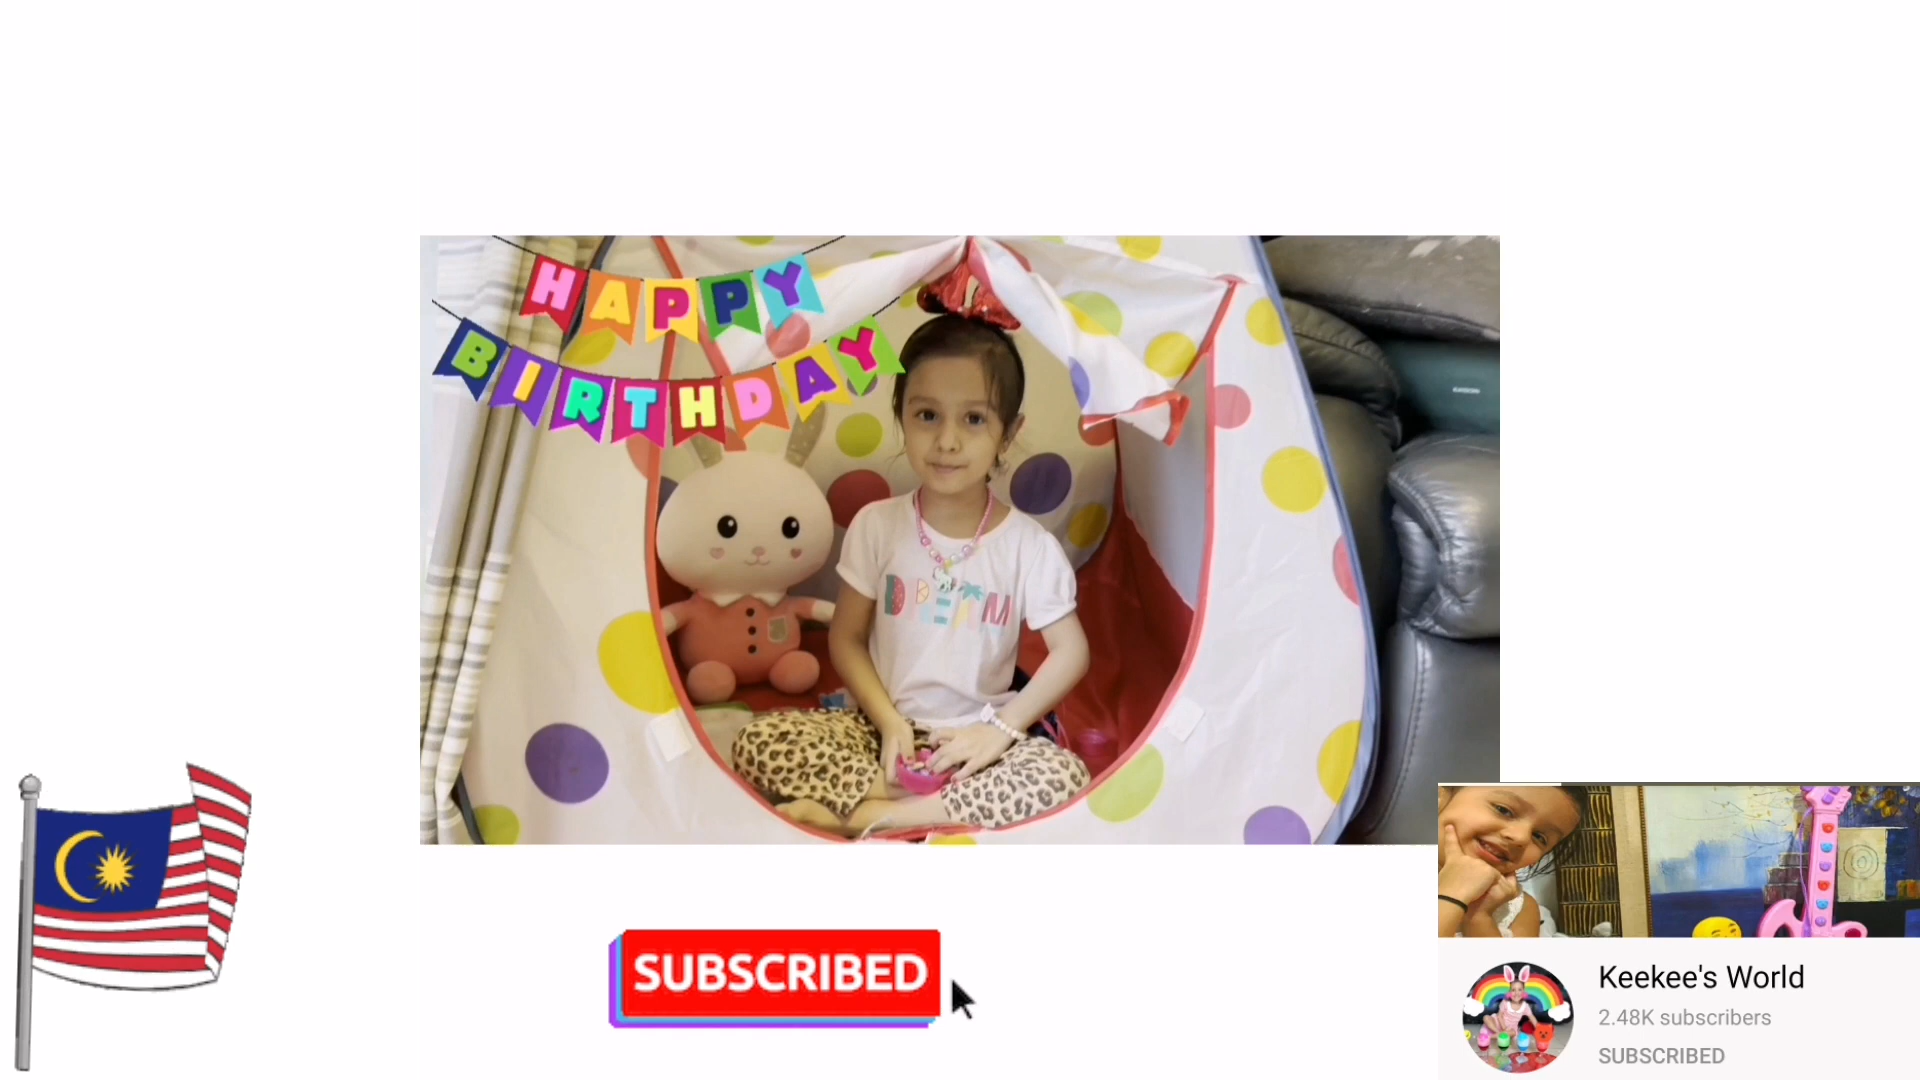 HAPPY
BIRTHDAY
DREAM
SUBSCRIBED
Keekee's World
2.48K subscribers
SUBSCRIBED